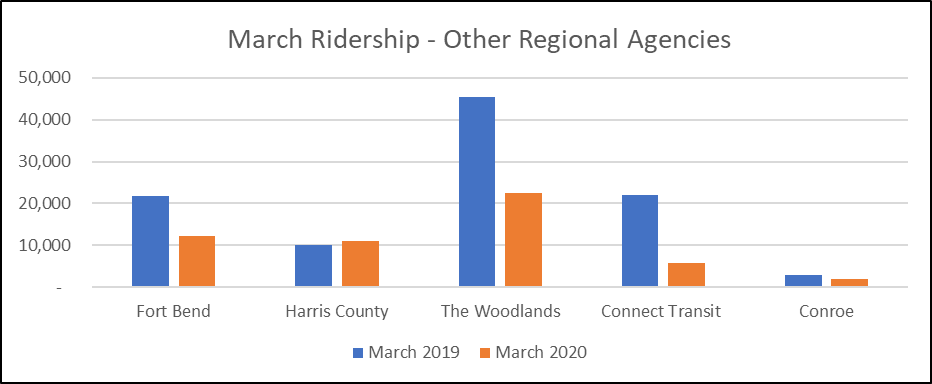 March Ridership - Other Regional Agencies
50,000
40,000
30,000
20,000
10,000
-
Fort Bend Harris County The Woodlands Connect Transit Conroe
March 2019 March 2020